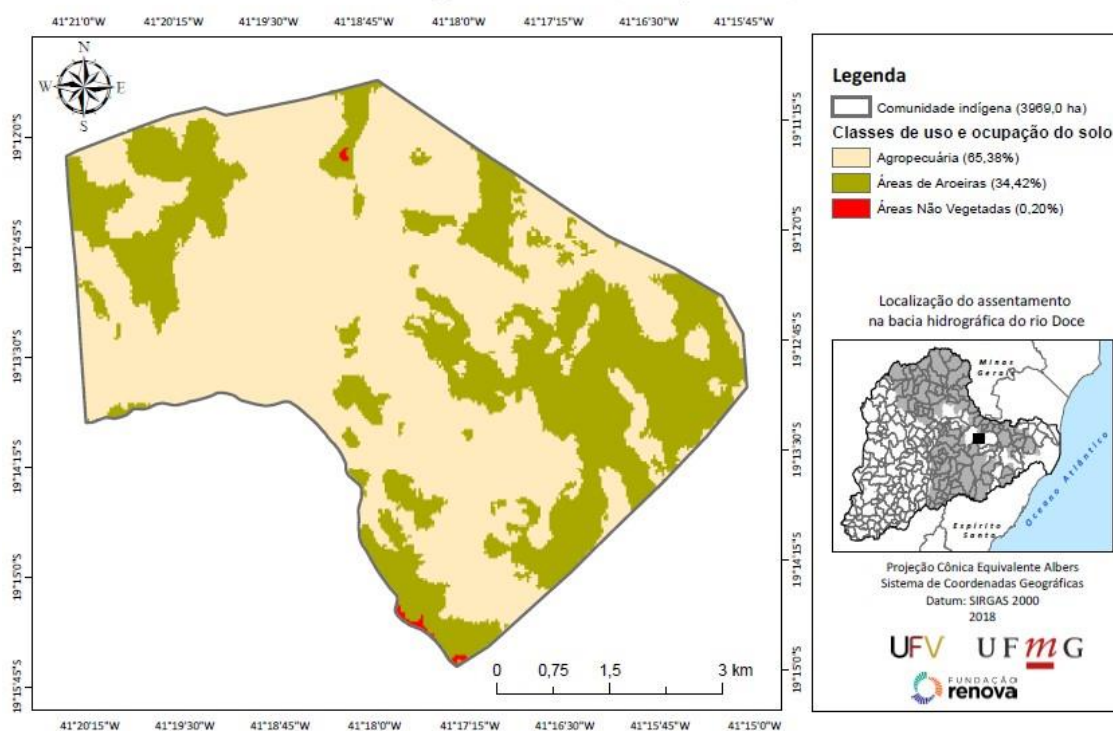 41°21'0"W 41°20'15"W 41°19'30"W 41°18'45"W 41°18'0"W 41°17'15"W 41°16'30"W 41°15'45"W
N
W E
S
19°12'0"S
19°12'45"S
19°13'30"S
19°14'15"S
19°15'0"S
19°15'45"S
19°11'15"S
19°12'0"S
19°12'45"S
19°13'30"S
19°14'15"S
19°15'0"S
0 0,75 1,5 3 km
41°20'15"W 41°19'30"W 41°18'45"W 41°18'0"W 41°17'15"W 41°16'30"W 41°15'45"W 41°15'0"W
Legenda
Comunidade indígena (3969,0 ha)
Classes de uso e ocupação do solo
Agropecuária (65,38%)
Áreas de Aroeiras (34,42%)
Áreas Não Vegetadas (0,20%)
Localização do assentamento
na bacia hidrográfica do rio Doce
Minas
Gerais
Espírito
Santo
Oceano Atlântico
Projeção Cônica Equivalente Albers
Sistema de Coordenadas Geográficas
Datum: SIRGAS 2000
2018
UFV UFmG
FUNDAÇÃO
renova